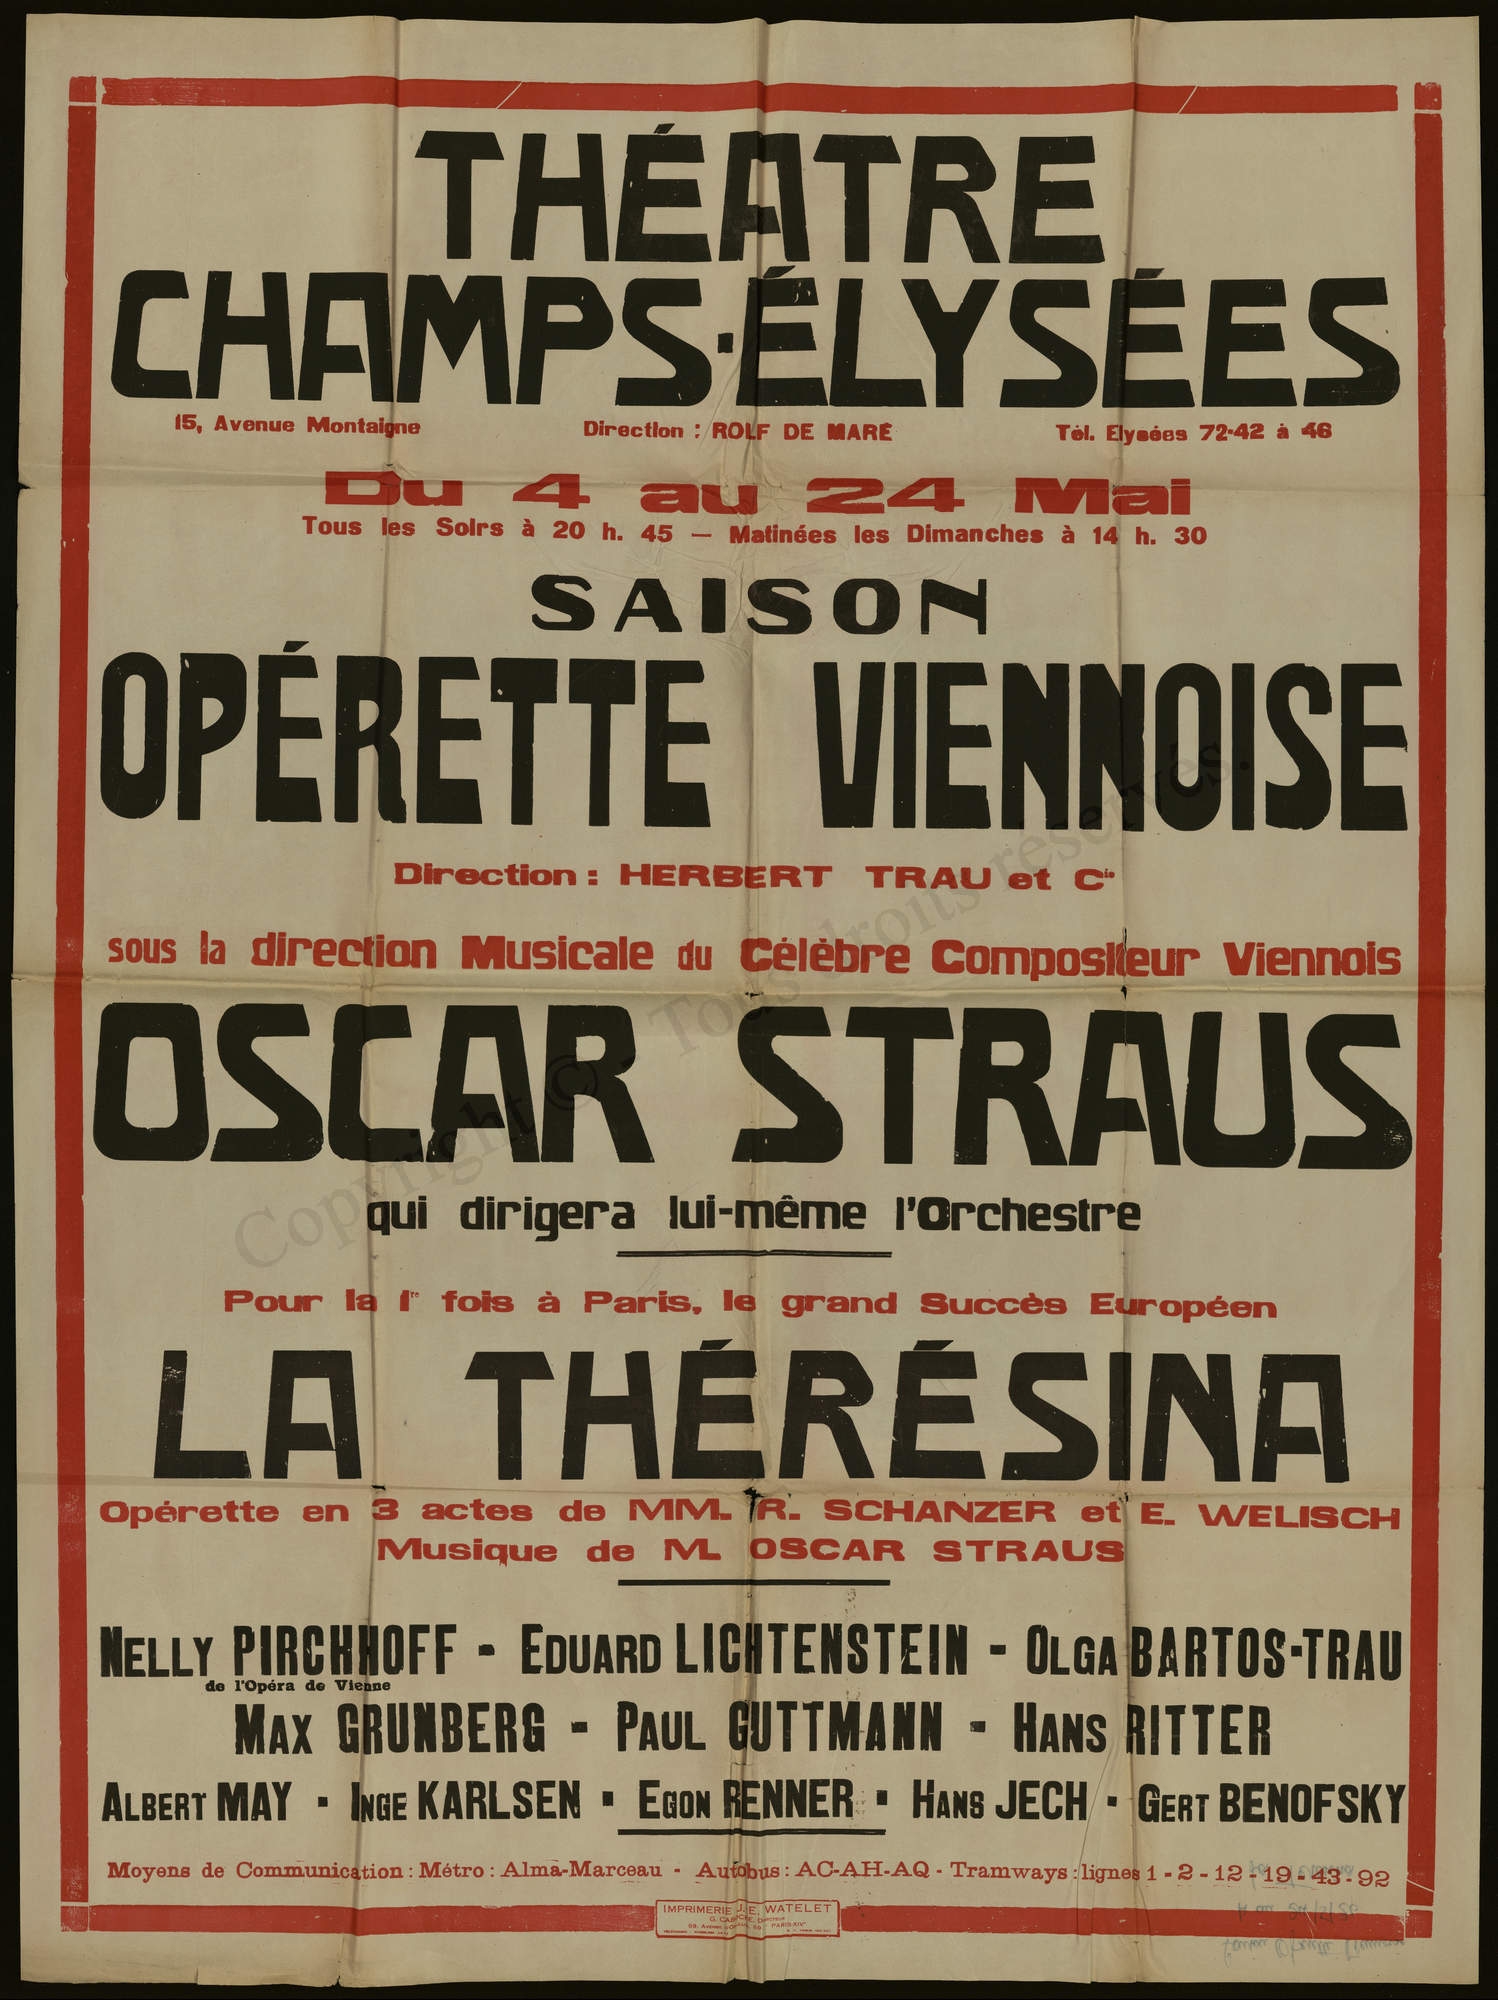 THÉATRE
CHAMPS-ÉLYSÉES
15, Avenue Montaigne Direction : ROLF DE MARÉ Tél. Elysées 72-42 à 46
Du 4 au 24 Mai
Tous les Soirs à 20 h. 45 — Matinées les Dimanches à 14 h. 30
SAISON
OPÉRETTE VIENNOISE
Direction : HERBERT TRAU et Cie
sous la direction Musicale du Célèbre Compositeur Viennois
OSCAR STRAUS
qui dirigera lui-même l'Orchestre
Pour la 1re fois à Paris, le grand Succès Européen
LA THÉRÉSINA
Opérette en 3 actes de MM. R. SCHANZER et E. WELISCH
Musique de M. OSCAR STRAUS
NELLY PIRCHHOFF - EDUARD LICHTENSTEIN - OLGA BARTOS-TRAU
de l'Opéra de Vienne
MAX GRUNBERG - PAUL GUTTMANN - HANS RITTER
ALBERT MAY - INGE KARLSEN - EGON RENNER - HANS JECH - GERT BENOFSKY
Moyens de Communication : Métro : Alma-Marceau - Autobus : AC-AH-AQ - Tramways : lignes 1 - 2 - 12 - 19 - 43 - 92
IMPRIMERIE J. E. WATELET
Copyright © - Tous droits réservés.